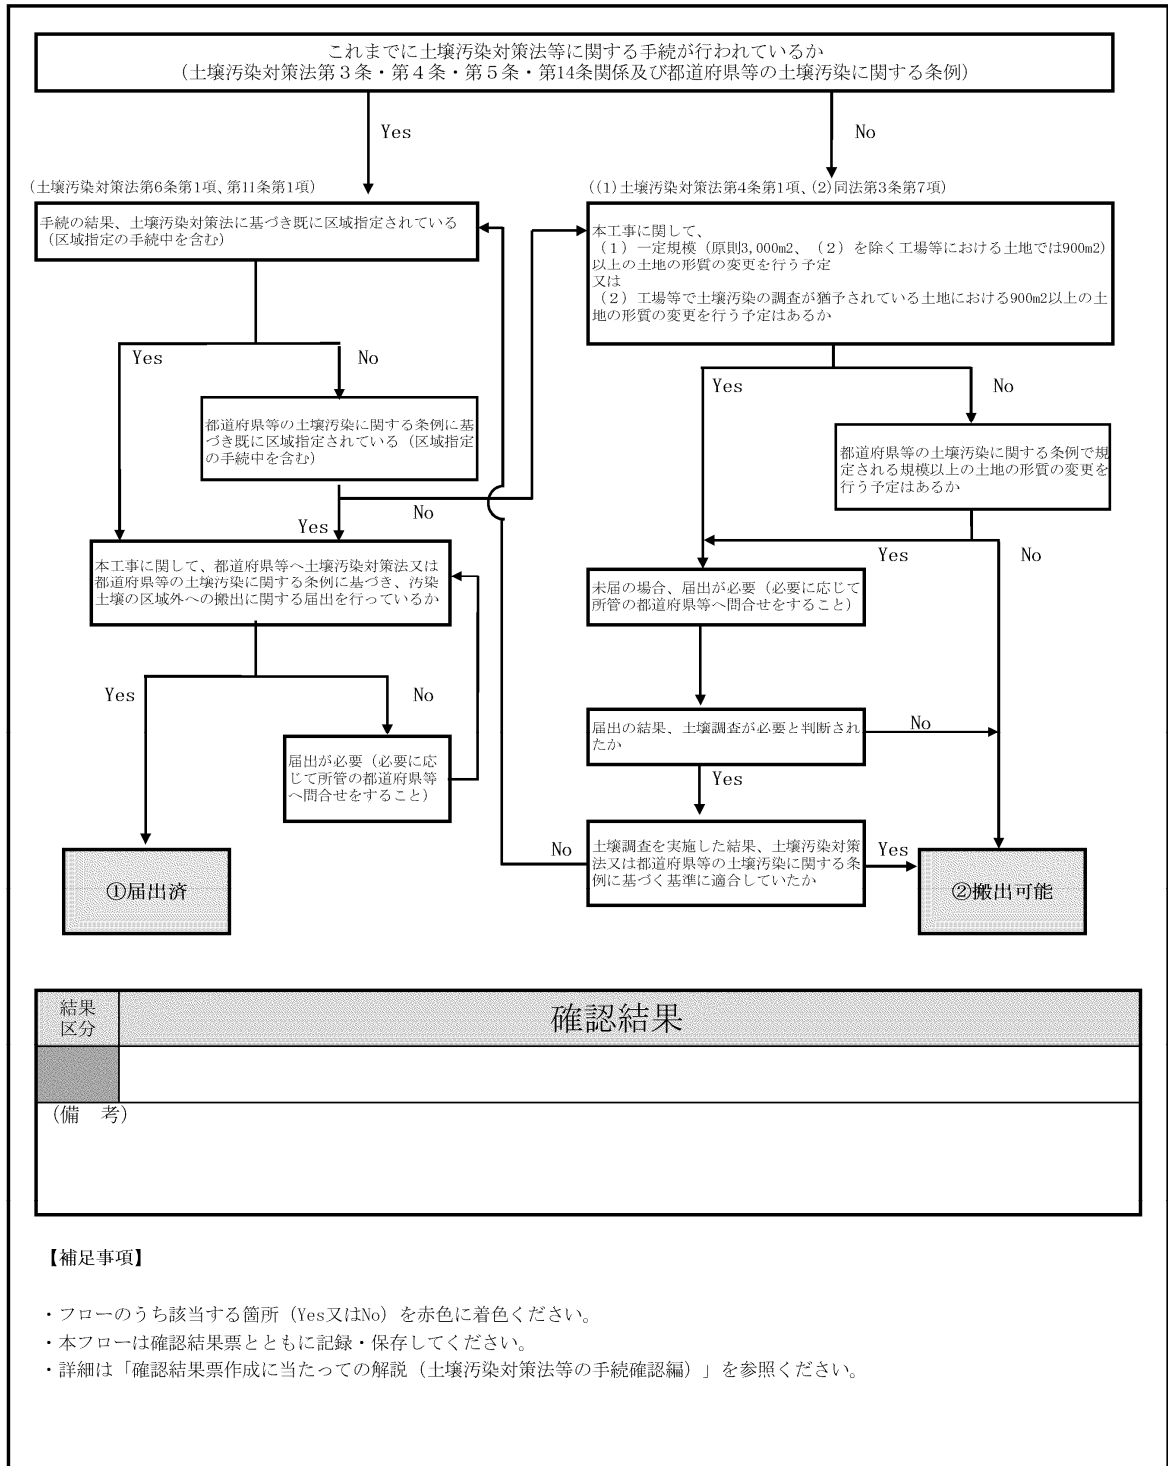 これまでに土壌汚染対策法等に関する手続が行われているか
（土壌汚染対策法第３条・第４条・第５条・第14条関係及び都道府県等の土壌汚染に関する条例）
Yes
No
(土壌汚染対策法第6条第1項、第11条第1項)
((1)土壌汚染対策法第4条第1項、(2)同法第3条第7項)
手続の結果、土壌汚染対策法に基づき既に区域指定されている
（区域指定の手続中を含む）
本工事に関して、
（１）一定規模（原則3,000m2、（２）を除く工場等における土地では900m2）
以上の土地の形質の変更を行う予定
又は
（２）工場等で土壌汚染の調査が猶予されている土地における900m2以上の土
地の形質の変更を行う予定はあるか
Yes
No
Yes
No
都道府県等の土壌汚染に関する条例に基
づき既に区域指定されている（区域指定
の手続中を含む）
都道府県等の土壌汚染に関する条例で規
定される規模以上の土地の形質の変更を
行う予定はあるか
Yes
No
Yes
No
本工事に関して、都道府県等へ土壌汚染対策法又は
都道府県等の土壌汚染に関する条例に基づき、汚染
土壌の区域外への搬出に関する届出を行っているか
未届の場合、届出が必要（必要に応じて
所管の都道府県等へ問合せをすること）
Yes
No
届出の結果、土壌調査が必要と判断され
たか
No
届出が必要（必要に応
じて所管の都道府県等
へ問合せをすること）
Yes
土壌調査を実施した結果、土壌汚染対策
法又は都道府県等の土壌汚染に関する条
例に基づく基準に適合していたか
No
Yes
①届出済
②搬出可能
結果
区分
確認結果
（備　考）
【補足事項】
・フローのうち該当する箇所（Yes又はNo）を赤色に着色ください。
・本フローは確認結果票とともに記録・保存してください。
・詳細は「確認結果票作成に当たっての解説（土壌汚染対策法等の手続確認編）」を参照ください。